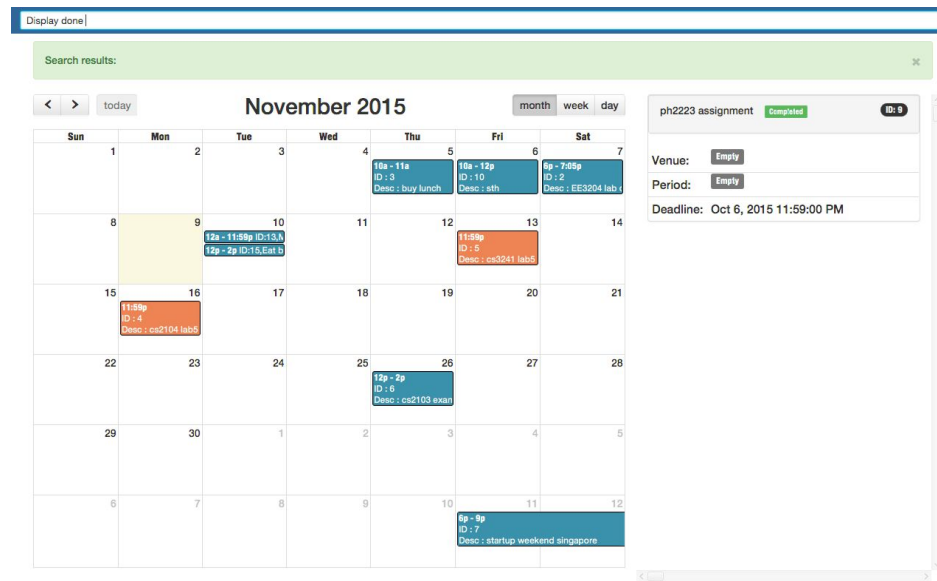 Display done
Search results:
×
< > today
November 2015
month week day
Sun Mon Tue Wed Thu Fri Sat
1 2 3 4 5 6 7
10a - 11a
ID : 3
Desc : buy lunch
10a - 12p
ID : 10
Desc : sth
6p - 7:05p
ID : 2
Desc : EE3204 lab
8 9 10 11 12 13 14
12a - 11:59p ID:13,
12p - 2p ID:15,Eat b
11:59p
ID : 5
Desc : cs3241 lab5
15 16 17 18 19 20 21
11:59p
ID : 4
Desc : cs2104 lab5
22 23 24 25 26 27 28
12p - 2p
ID : 6
Desc : cs2103 exam
29 30 1 2 3 4 5
6 7 8 9 10 11 12
6p - 9p
ID : 7
Desc : startup weekend singapore
ph2223 assignment Completed ID: 9
Venue: Empty
Period: Empty
Deadline: Oct 6, 2015 11:59:00 PM